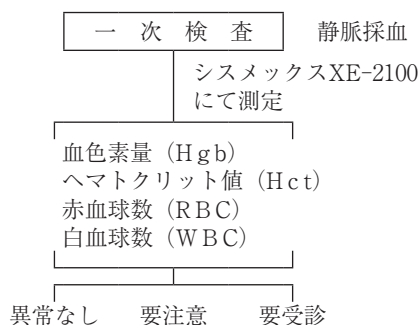 一次検査 静脈採血
システメックスXE-2100
にて測定
血色素量（Hgb）
ヘマトクリット値（Hct）
赤血球数（RBC）
白血球数（WBC）
異常なし 要注意 要受診